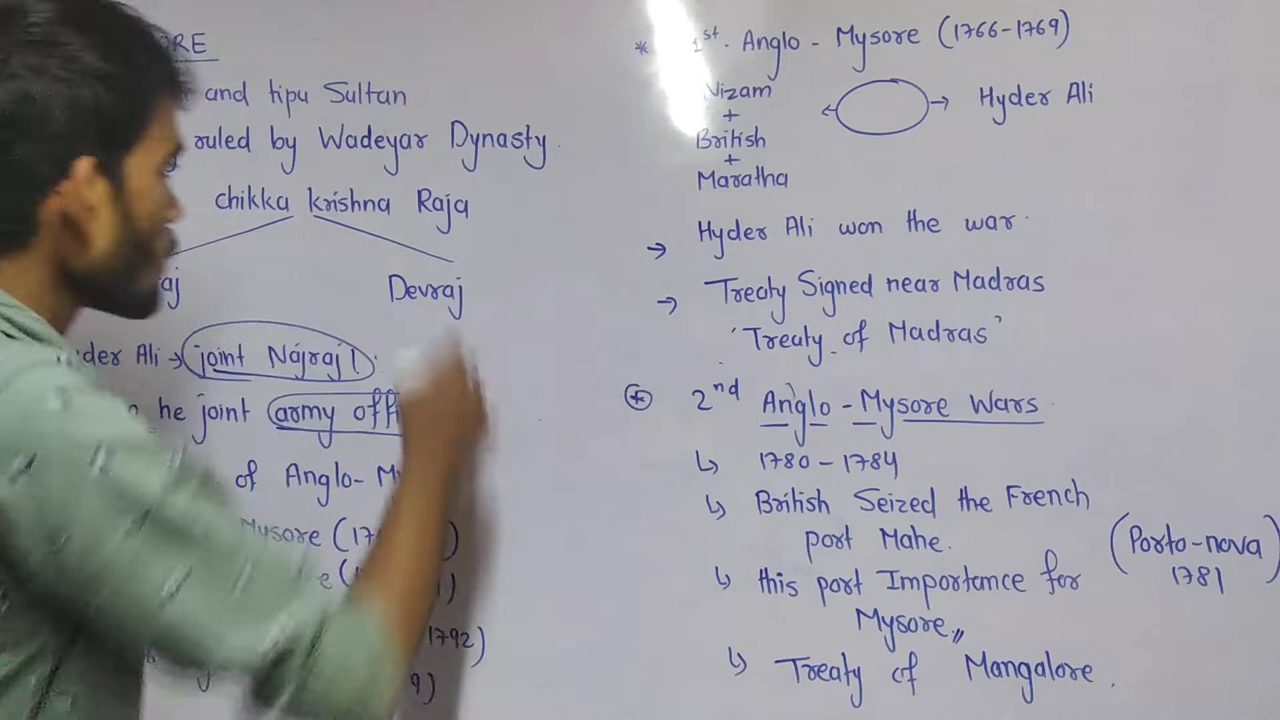 and tipu Sultan
ruled by Wadeyar Dynasty
chikka krishna Raja
Devraj
Ali → joint Najraj
he joint army
of Anglo-
Mysore (17
1792)
9)
* 1st. Anglo - Mysore (1766-1769)
Nizam
+
British
+
Maratha
← → Hyder Ali
→ Hyder Ali won the war.
→ Treaty Signed near Madras
'Treaty of Madras'
2nd Anglo - Mysore Wars
↳ 1780-1784
↳ British Seized the French
port Mahe.
↳ this port Importance for
Mysore,,
(Porto-nova)
1781
↳ Treaty of Mangalore.